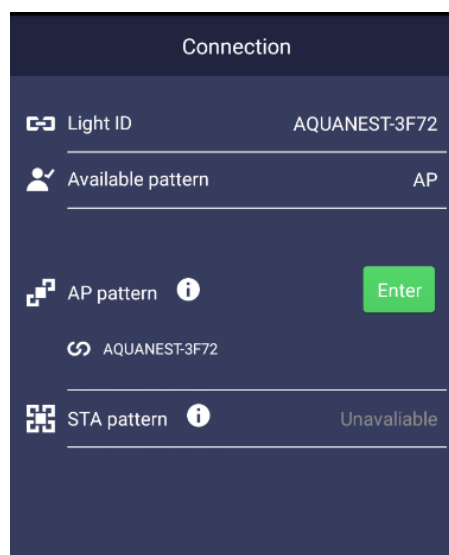 Connection
Light ID AQUANEST-3F72
Available pattern AP
AP pattern Enter
AQUANEST-3F72
STA pattern Unavaliable